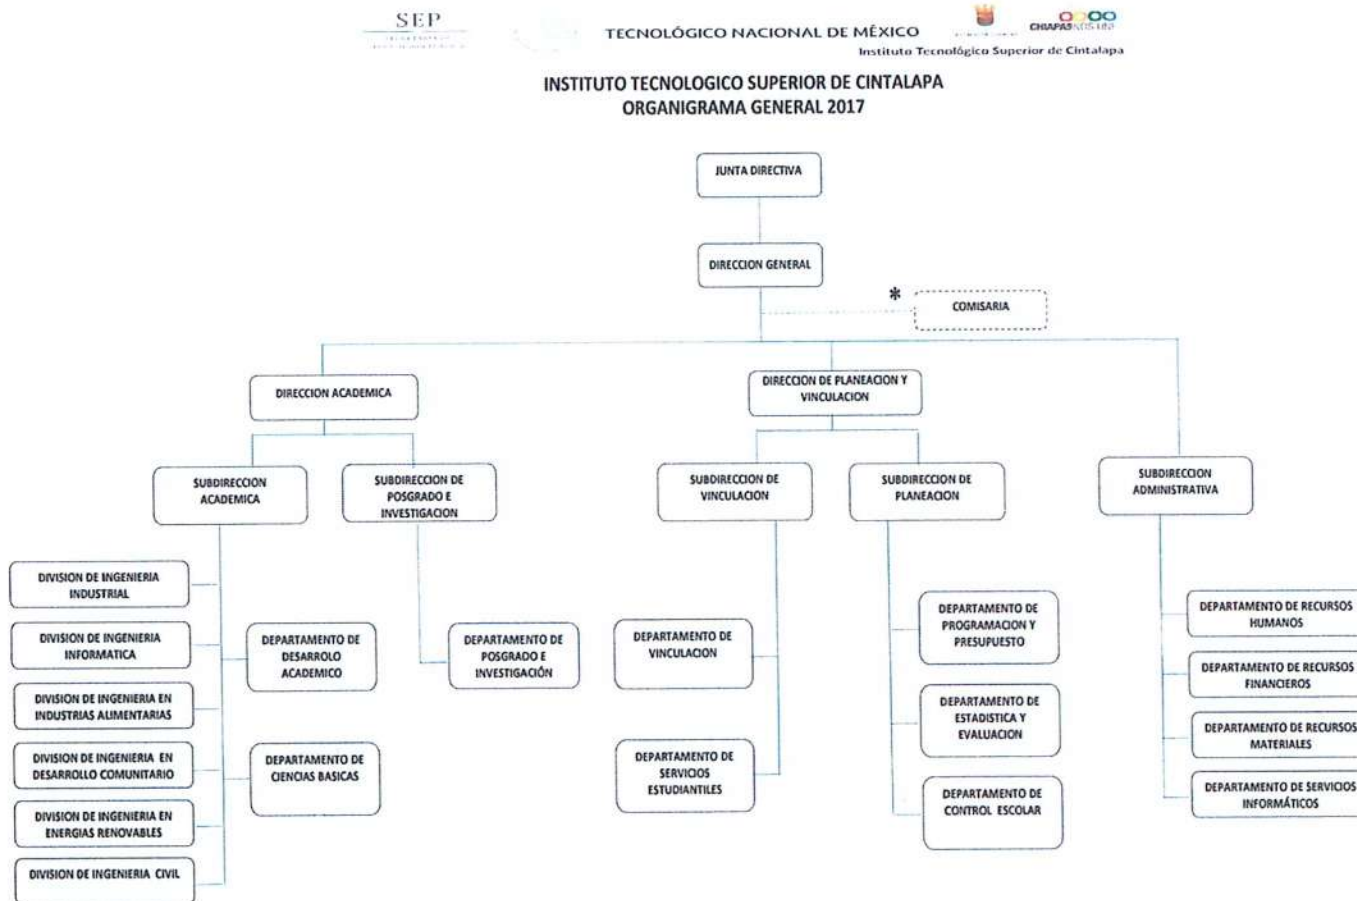 SEP
TECNOLÓGICO NACIONAL DE MÉXICO
CHIAPASNOS UNE
Instituto Tecnológico Superior de Cintalapa
INSTITUTO TECNOLOGICO SUPERIOR DE CINTALAPA
ORGANIGRAMA GENERAL 2017
JUNTA DIRECTIVA
DIRECCION GENERAL
*
COMISARIA
DIRECCION ACADEMICA
DIRECCION DE PLANEACION Y
VINCULACION
SUBDIRECCION
ACADEMICA
SUBDIRECCION DE
POSGRADO E
INVESTIGACION
SUBDIRECCION DE
VINCULACION
SUBDIRECCION DE
PLANEACION
SUBDIRECCION
ADMINISTRATIVA
DIVISION DE INGENIERIA
INDUSTRIAL
DIVISION DE INGENIERIA
INFORMATICA
DIVISION DE INGENIERIA EN
INDUSTRIAS ALIMENTARIAS
DIVISION DE INGENIERIA EN
DESARROLLO COMUNITARIO
DIVISION DE INGENIERIA EN
ENERGIAS RENOVABLES
DIVISION DE INGENIERIA CIVIL
DEPARTAMENTO DE
DESARROLO
ACADEMICO
DEPARTAMENTO DE
CIENCIAS BASICAS
DEPARTAMENTO DE
POSGRADO E
INVESTIGACIÓN
DEPARTAMENTO DE
VINCULACION
DEPARTAMENTO DE
SERVICIOS
ESTUDIANTILES
DEPARTAMENTO DE
PROGRAMACION Y
PRESUPUESTO
DEPARTAMENTO DE
ESTADISTICA Y
EVALUACION
DEPARTAMENTO DE
CONTROL ESCOLAR
DEPARTAMENTO DE RECURSOS
HUMANOS
DEPARTAMENTO DE RECURSOS
FINANCIEROS
DEPARTAMENTO DE RECURSOS
MATERIALES
DEPARTAMENTO DE SERVICIOS
INFORMÁTICOS